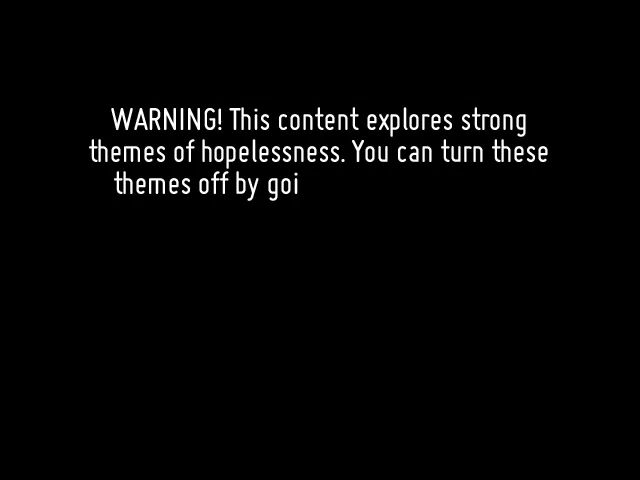 WARNING! This content explores strong
themes of hopelessness. You can turn these
themes off by goi